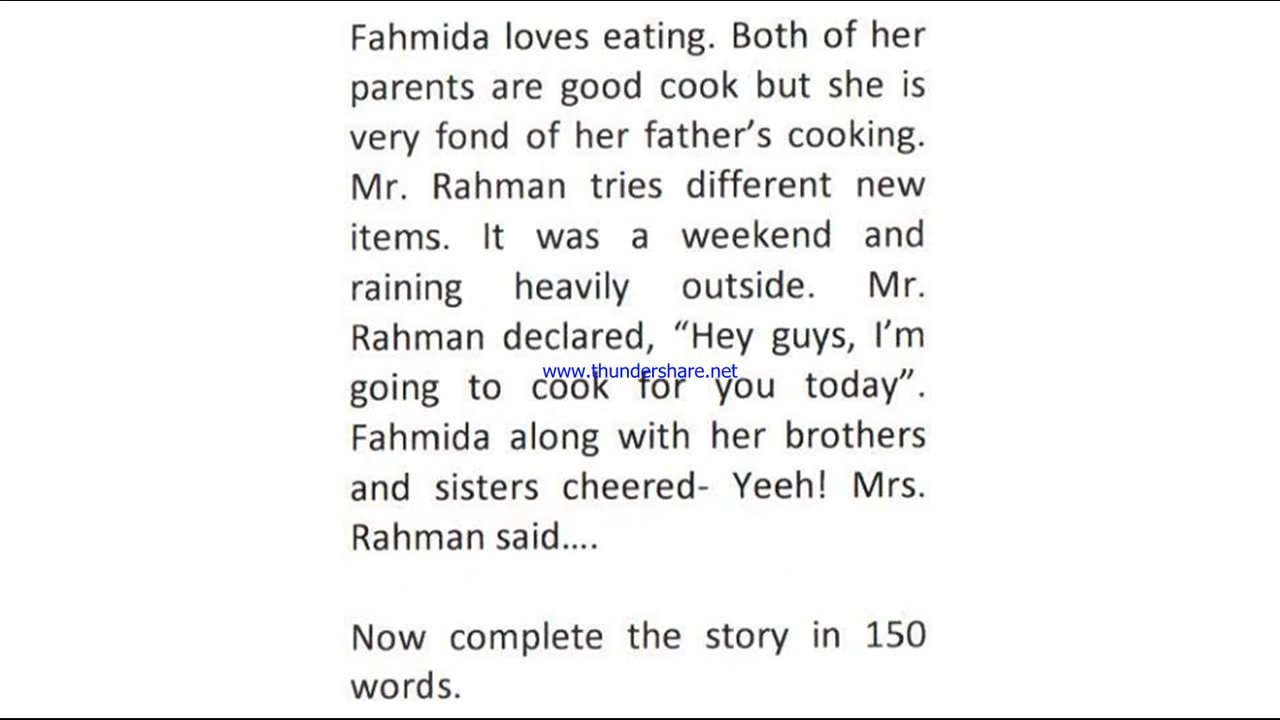 Fahmida loves eating. Both of her
parents are good cook but she is
very fond of her father’s cooking.
Mr. Rahman tries different new
items. It was a weekend and
raining heavily outside. Mr.
Rahman declared, “Hey guys, I’m
www.thundershare.net
going to cook for you today”.
Fahmida along with her brothers
and sisters cheered- Yeeh! Mrs.
Rahman said....
Now complete the story in 150
words.